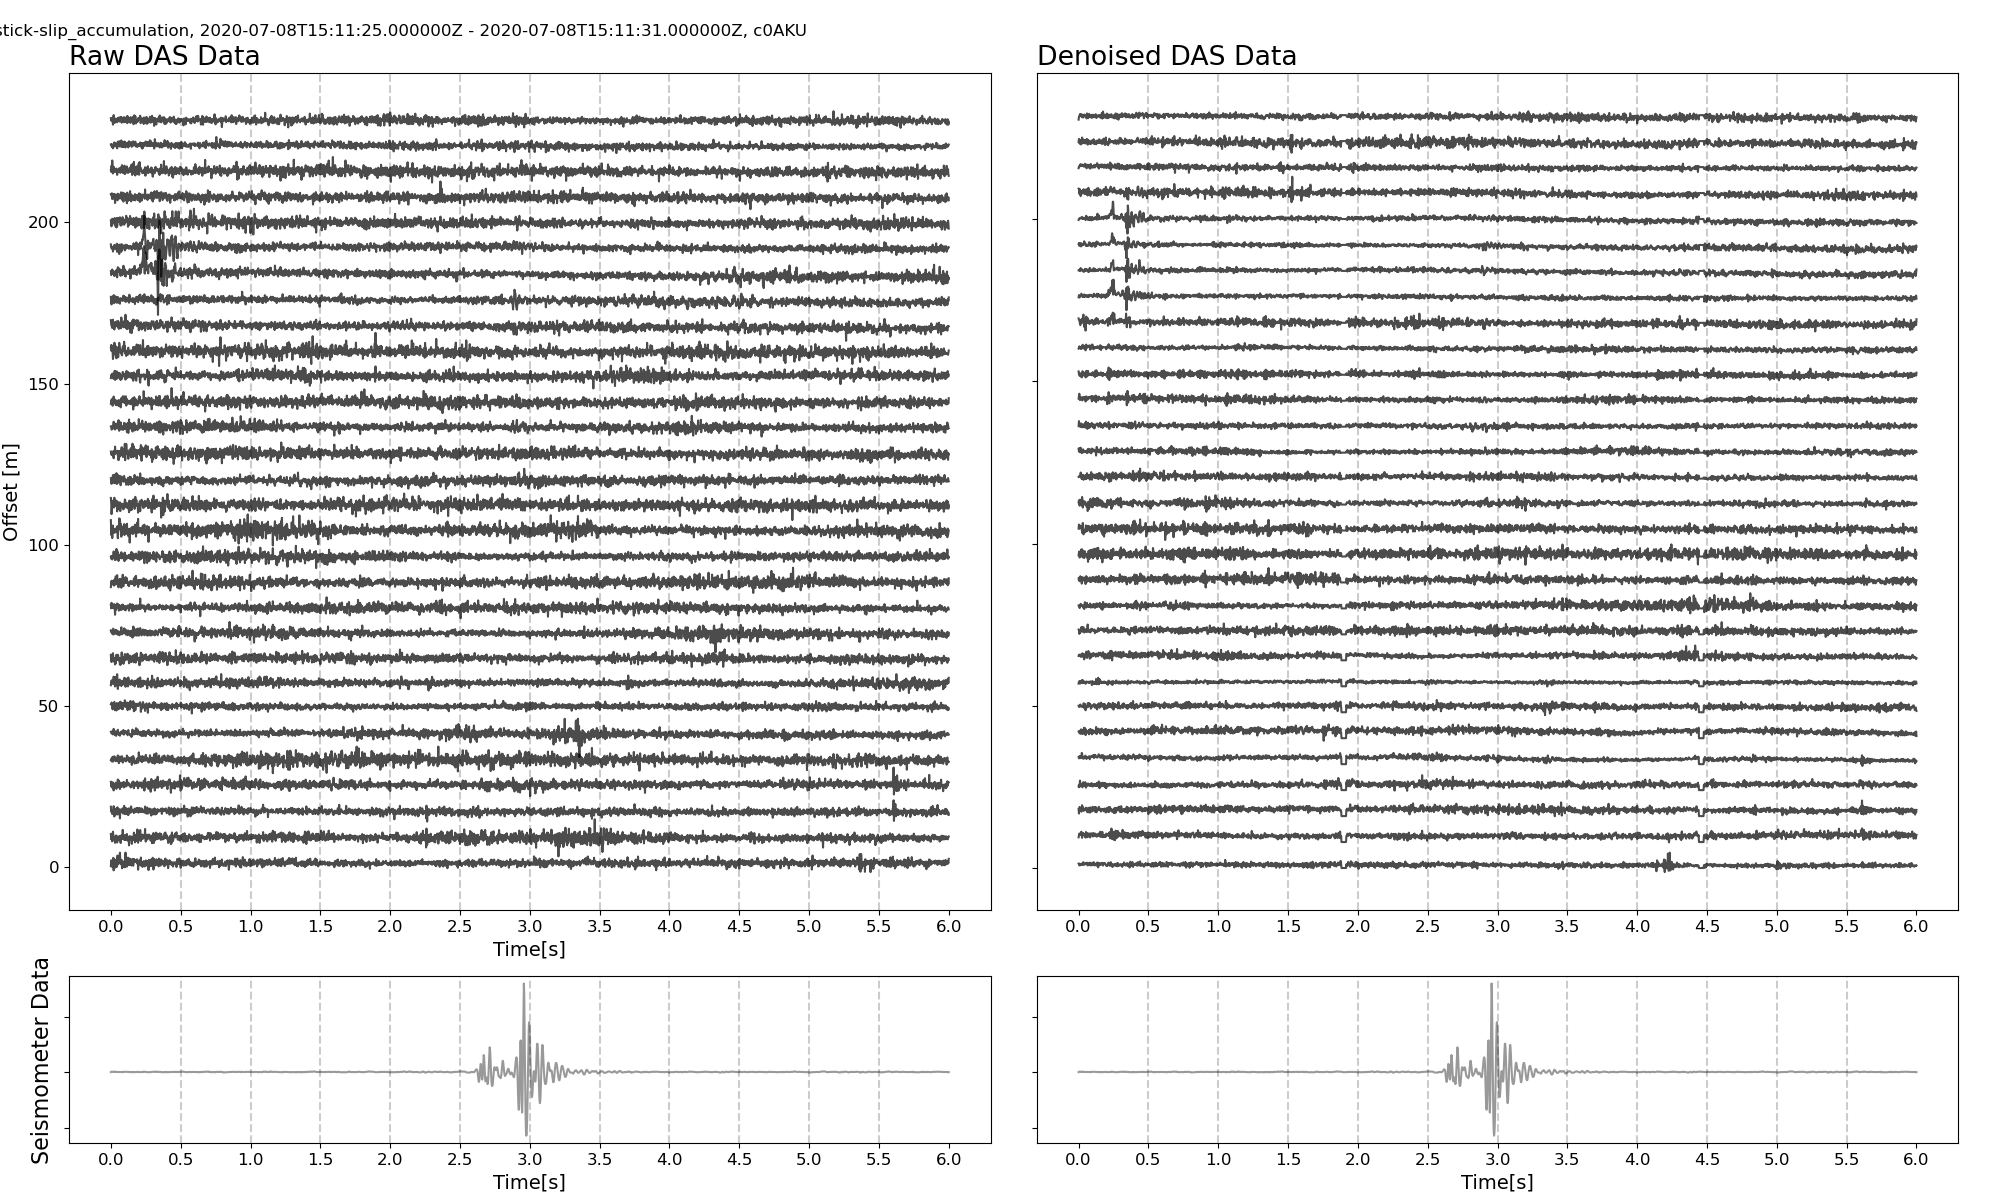 stick-slip_accumulation, 2020-07-08T15:11:25.000000Z - 2020-07-08T15:11:31.000000Z, c0AKU
Raw DAS Data
Denoised DAS Data
Offset [m]
200
150
100
50
0
0.0 0.5 1.0 1.5 2.0 2.5 3.0 3.5 4.0 4.5 5.0 5.5 6.0
Time[s]
0.0 0.5 1.0 1.5 2.0 2.5 3.0 3.5 4.0 4.5 5.0 5.5 6.0
Seismometer Data
0.0 0.5 1.0 1.5 2.0 2.5 3.0 3.5 4.0 4.5 5.0 5.5 6.0
Time[s]
0.0 0.5 1.0 1.5 2.0 2.5 3.0 3.5 4.0 4.5 5.0 5.5 6.0
Time[s]